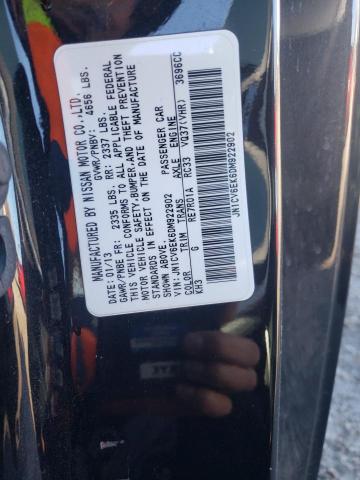 MANUFACTURED BY NISSAN MOTOR CO.,LTD.
01/13 GVWR/PNBV: 4656 LBS.
GAWR/PNBE FR: 2335 LBS. RR: 2337 LBS.
THIS VEHICLE CONFORMS TO ALL APPLICABLE FEDERAL
MOTOR VEHICLE SAFETY,BUMPER,AND THEFT PREVENTION
STANDARDS IN EFFECT ON THE DATE OF MANUFACTURE
SHOWN ABOVE.
VIN: JN1CV6EK6DM922902 PASSENGER CAR
COLOR TRIM TRANS AXLE ENGINE
KH3 G RE7R01A RC33 VQ37(VHR) 3696CC
JN1CV6EK6DM922902